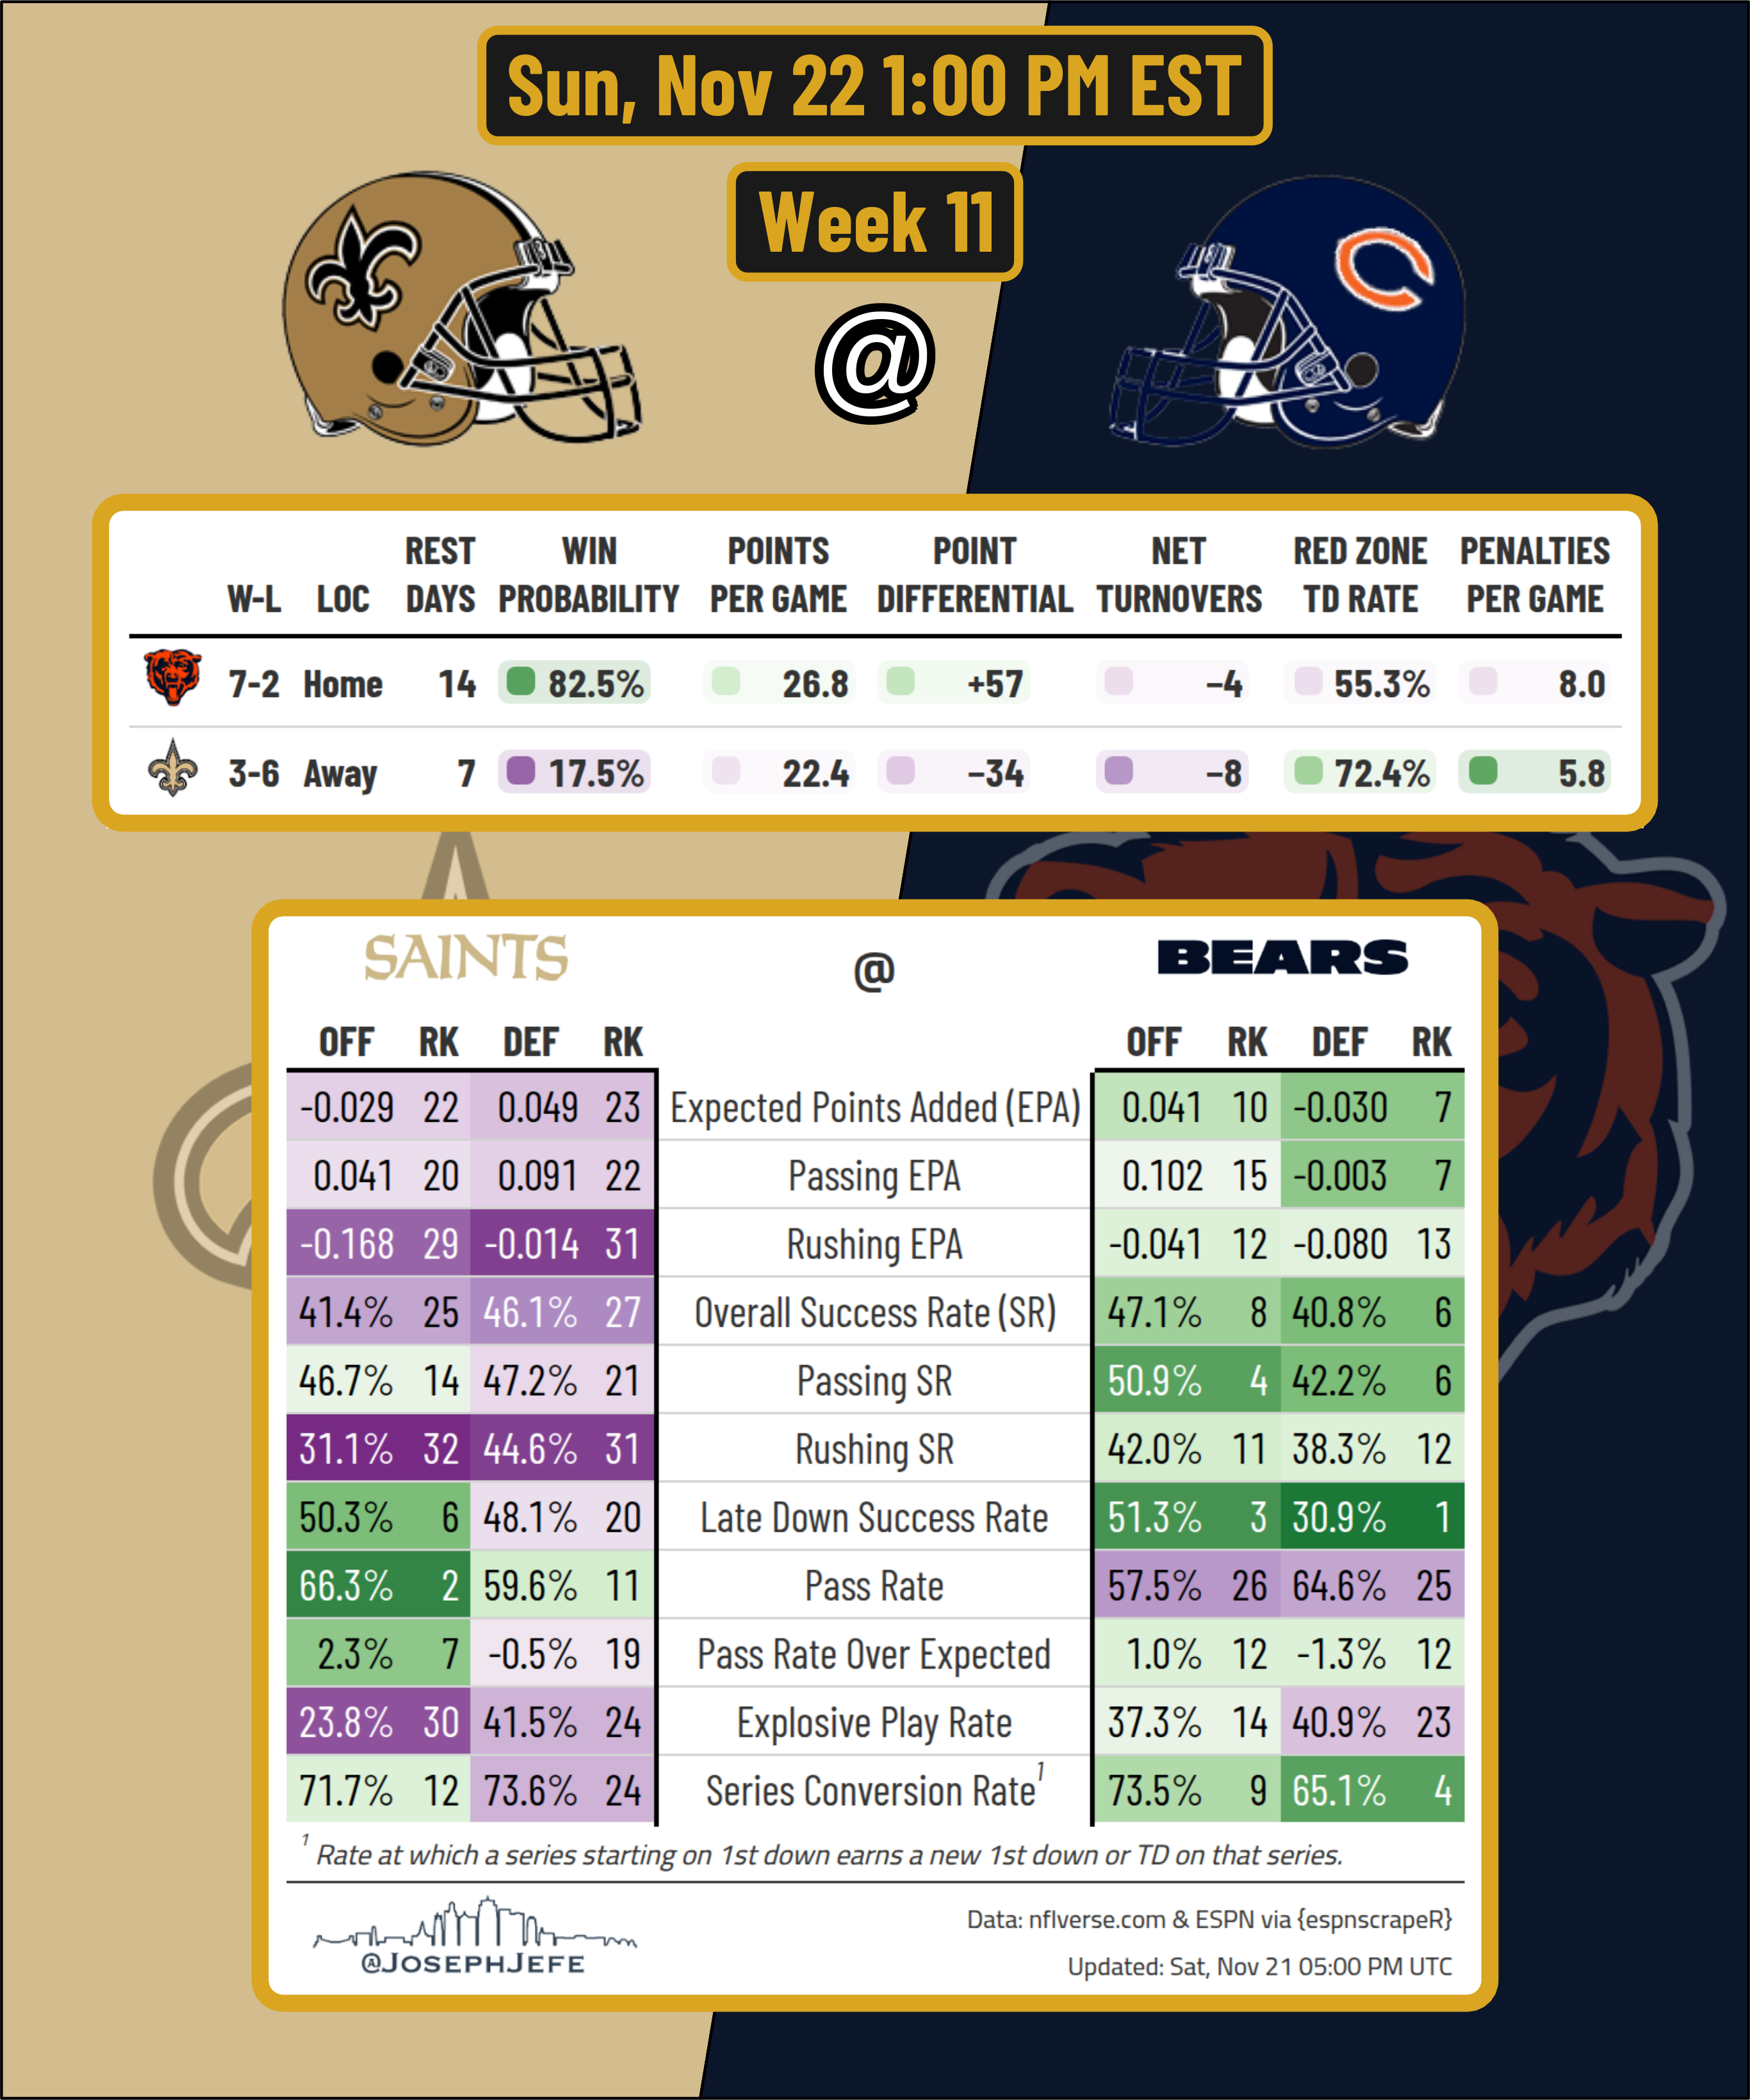 Sun, Nov 22 1:00 PM EST
Week 11
@
REST WIN POINTS POINT NET RED ZONE PENALTIES
W-L LOC DAYS PROBABILITY PER GAME DIFFERENTIAL TURNOVERS TD RATE PER GAME
7-2 Home 14 82.5% 26.8 +57 −4 55.3% 8.0
3-6 Away 7 17.5% 22.4 −34 −8 72.4% 5.8
SAINTS @ BEARS
OFF RK DEF RK OFF RK DEF RK
-0.029 22 0.049 23 Expected Points Added (EPA) 0.041 10 -0.030 7
0.041 20 0.091 22 Passing EPA 0.102 15 -0.003 7
-0.168 29 -0.014 31 Rushing EPA -0.041 12 -0.080 13
41.4% 25 46.1% 27 Overall Success Rate (SR) 47.1% 8 40.8% 6
46.7% 14 47.2% 21 Passing SR 50.9% 4 42.2% 6
31.1% 32 44.6% 31 Rushing SR 42.0% 11 38.3% 12
50.3% 6 48.1% 20 Late Down Success Rate 51.3% 3 30.9% 1
66.3% 2 59.6% 11 Pass Rate 57.5% 26 64.6% 25
2.3% 7 -0.5% 19 Pass Rate Over Expected 1.0% 12 -1.3% 12
23.8% 30 41.5% 24 Explosive Play Rate 37.3% 14 40.9% 23
71.7% 12 73.6% 24 Series Conversion Rate¹ 73.5% 9 65.1% 4
¹ Rate at which a series starting on 1st down earns a new 1st down or TD on that series.
Data: nflverse.com & ESPN via {espnscrapeR}
@JOSEPHJEFE
Updated: Sat, Nov 21 05:00 PM UTC